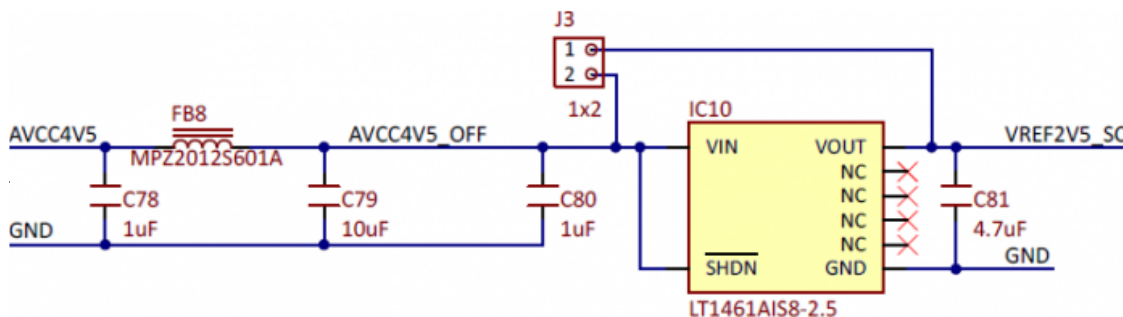 J3
1
2
1x2
FB8
AVCC4V5
MPZ2012S601A
AVCC4V5_OFF
C78
1uF
C79
10uF
C80
1uF
GND
IC10
VIN
VOUT
NC
NC
NC
NC
SHDN
GND
LT1461AIS8-2.5
VREF2V5_SC
C81
4.7uF
GND